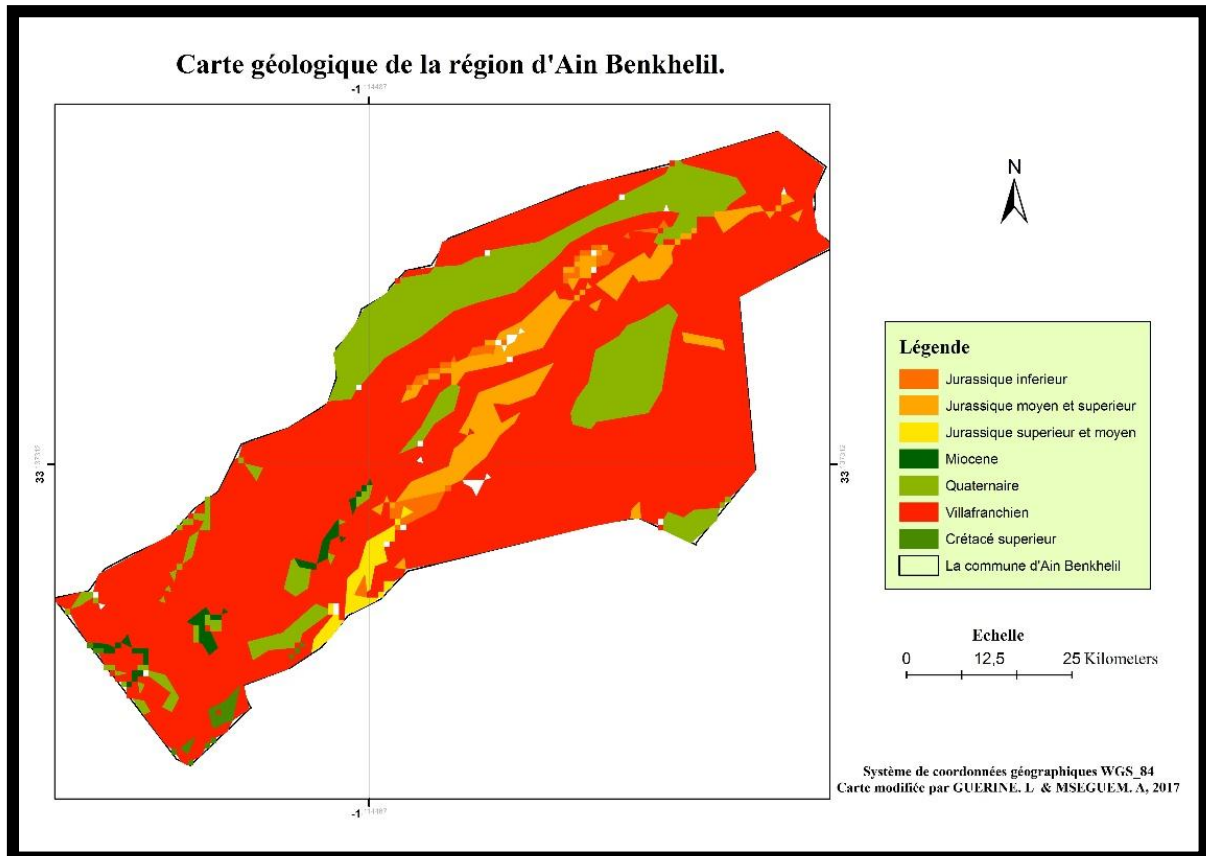 Carte géologique de la région d'Ain Benkhelil.
-1
N
33
33
Légende
Jurassique inferieur
Jurassique moyen et superieur
Jurassique superieur et moyen
Miocene
Quaternaire
Villafranchien
Crétacé superieur
La commune d'Ain Benkhelil
Echelle
0 12,5 25 Kilometers
-1
Système de coordonnées géographiques WGS_84
Carte modifiée par GUERINE. L & MSEGUEM. A, 2017